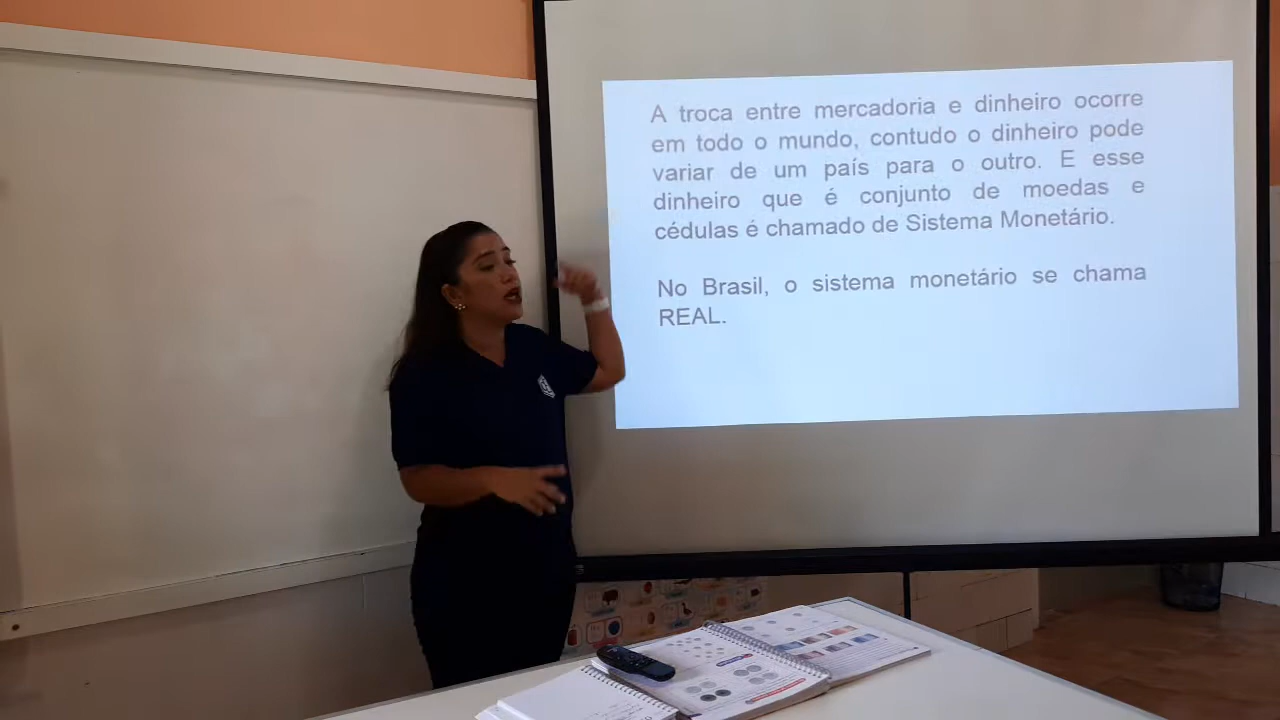 A troca entre mercadoria e dinheiro ocorre
em todo o mundo, contudo o dinheiro pode
variar de um país para o outro. E esse
dinheiro que é conjunto de moedas e
cédulas é chamado de Sistema Monetário.
No Brasil, o sistema monetário se chama
REAL.